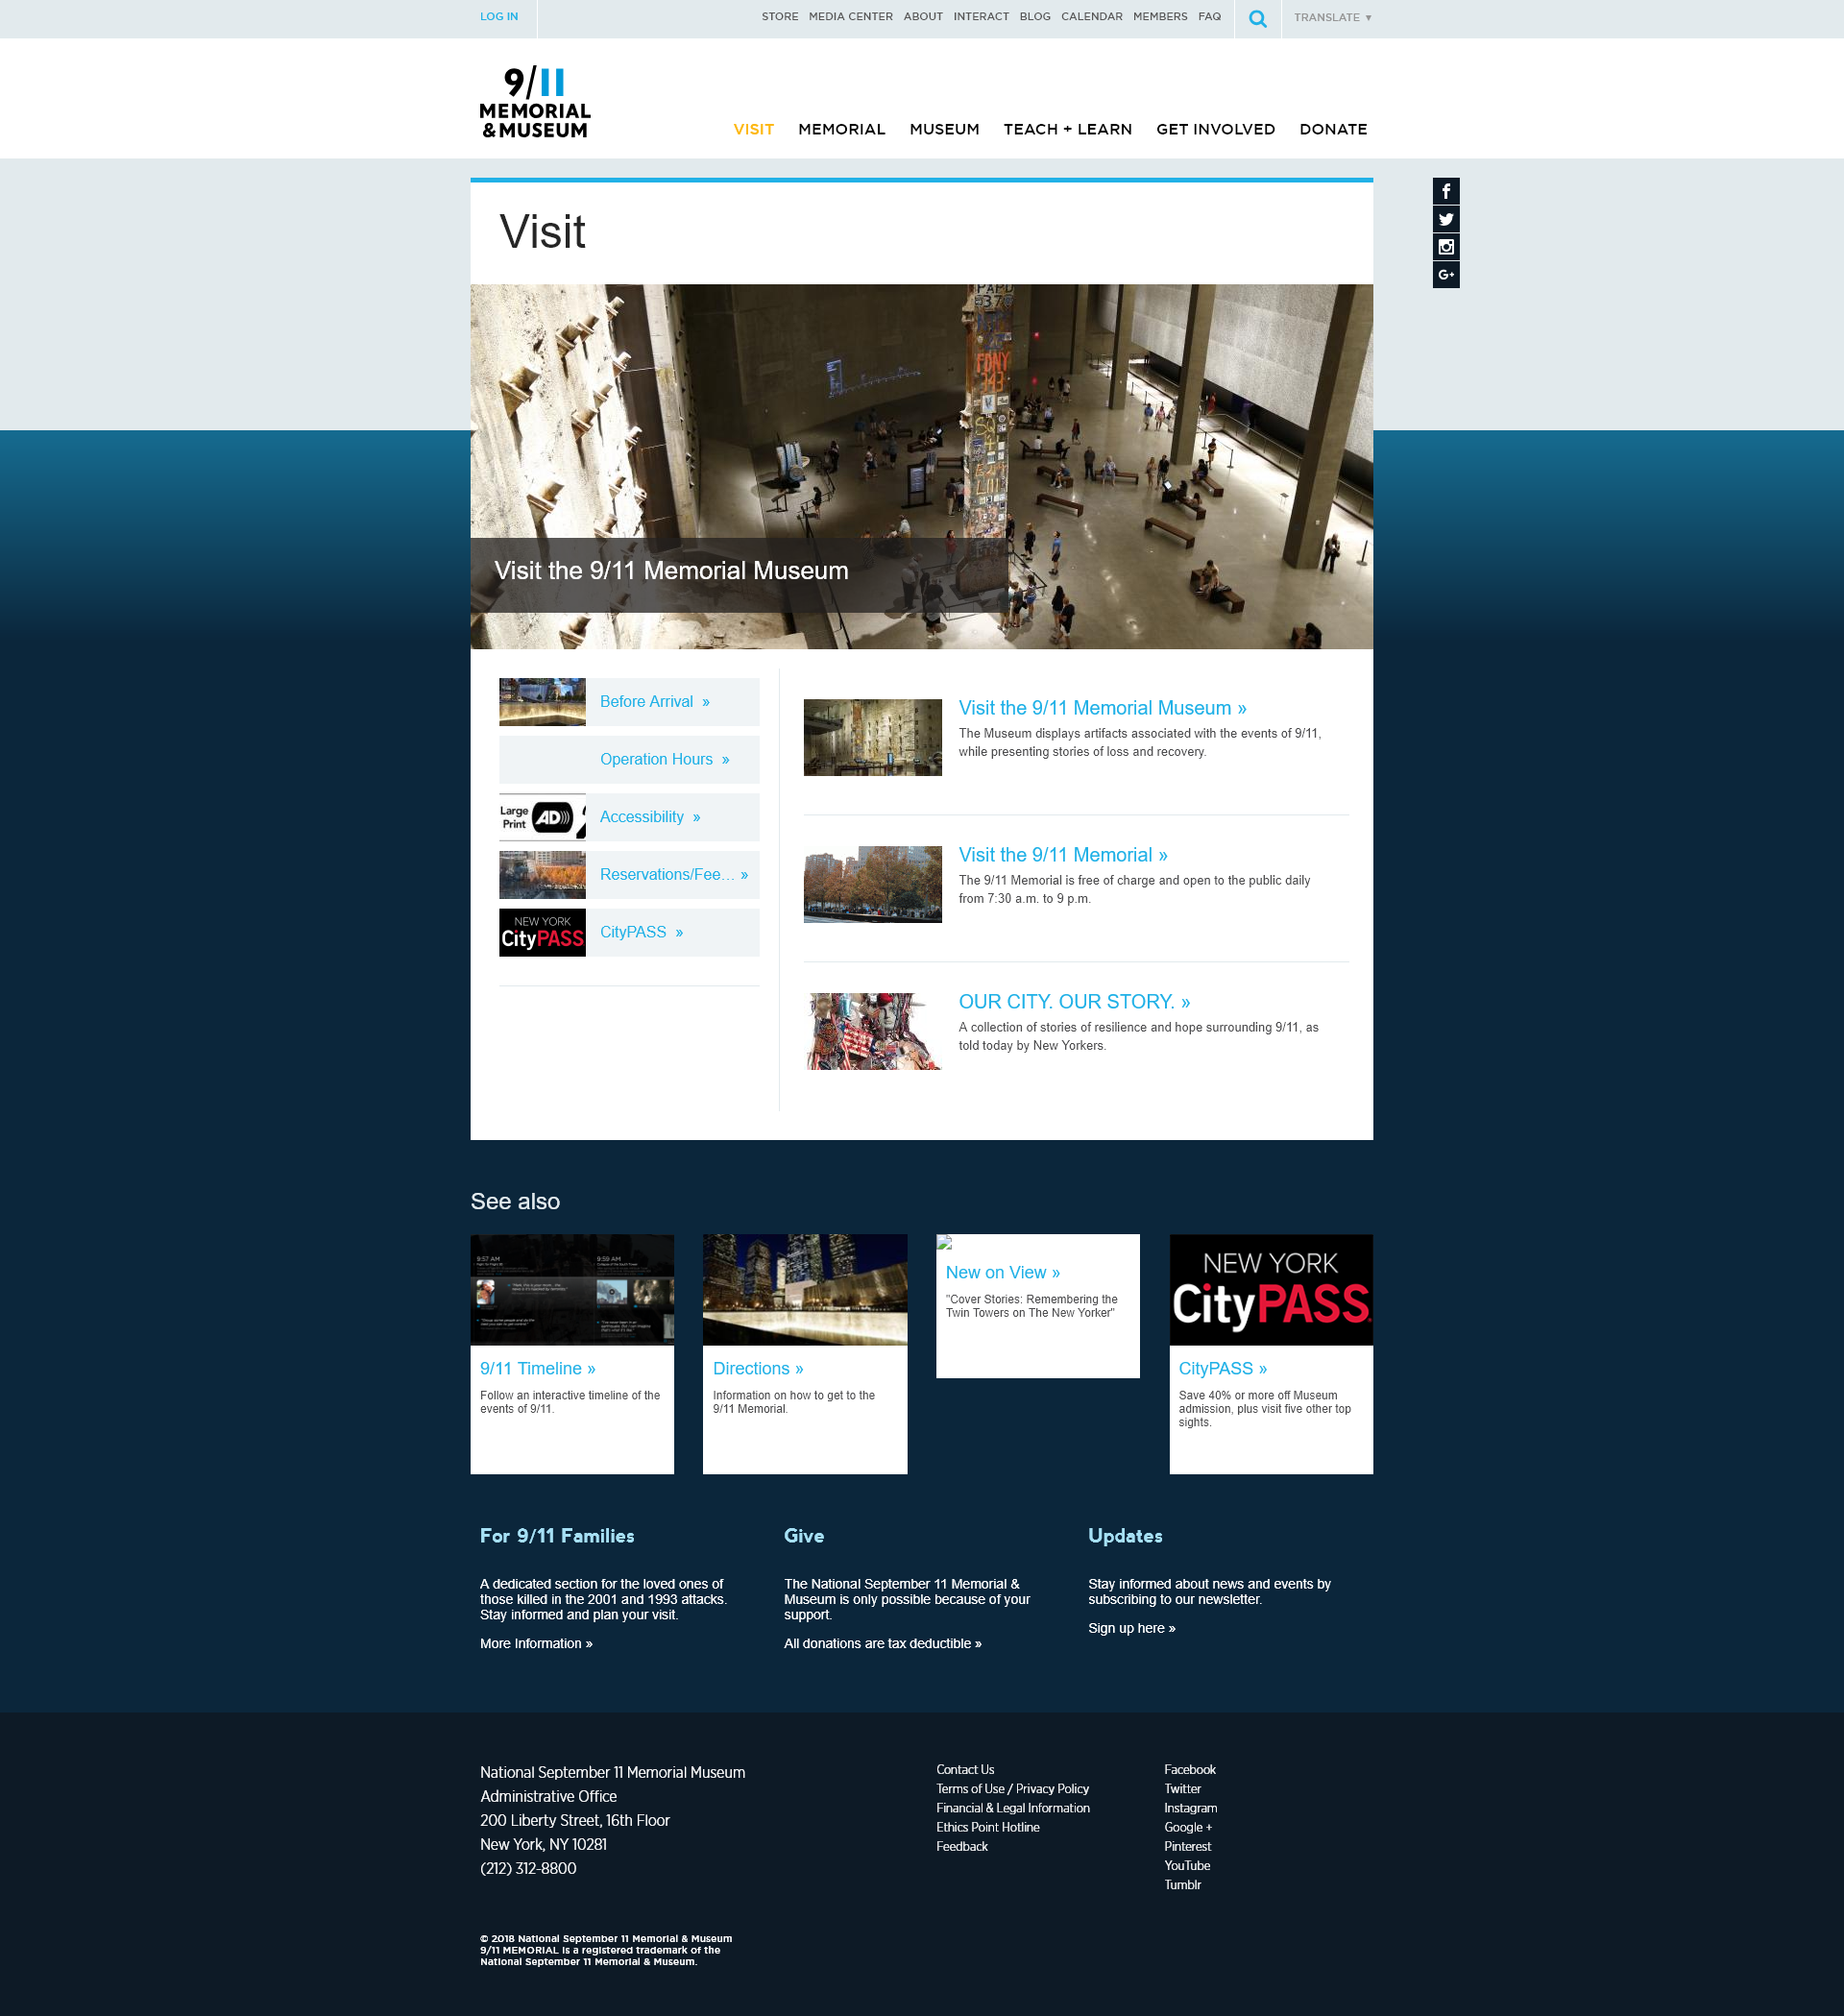 LOG IN
STORE MEDIA CENTER ABOUT INTERACT BLOG CALENDAR MEMBERS FAQ
TRANSLATE ▼
9/11
MEMORIAL
& MUSEUM
VISIT MEMORIAL MUSEUM TEACH + LEARN GET INVOLVED DONATE
Visit
PAPD
FDNY
343
Visit the 9/11 Memorial Museum
Before Arrival »
Operation Hours »
Large
Print
AD
Accessibility »
Reservations/Fee... »
NEW YORK
CityPASS
CityPASS »
Visit the 9/11 Memorial Museum »
The Museum displays artifacts associated with the events of 9/11,
while presenting stories of loss and recovery.
Visit the 9/11 Memorial »
The 9/11 Memorial is free of charge and open to the public daily
from 7:30 a.m. to 9 p.m.
OUR CITY. OUR STORY. »
A collection of stories of resilience and hope surrounding 9/11, as
told today by New Yorkers.
See also
9:57 AM
9:59 AM
9/11 Timeline »
Follow an interactive timeline of the
events of 9/11.
Directions »
Information on how to get to the
9/11 Memorial.
New on View »
"Cover Stories: Remembering the
Twin Towers on The New Yorker"
NEW YORK
CityPASS
CityPASS »
Save 40% or more off Museum
admission, plus visit five other top
sights.
For 9/11 Families
A dedicated section for the loved ones of
those killed in the 2001 and 1993 attacks.
Stay informed and plan your visit.
More Information »
Give
The National September 11 Memorial &
Museum is only possible because of your
support.
All donations are tax deductible »
Updates
Stay informed about news and events by
subscribing to our newsletter.
Sign up here »
National September 11 Memorial Museum
Administrative Office
200 Liberty Street, 16th Floor
New York, NY 10281
(212) 312-8800
Contact Us
Terms of Use / Privacy Policy
Financial & Legal Information
Ethics Point Hotline
Feedback
Facebook
Twitter
Instagram
Google +
Pinterest
YouTube
Tumblr
© 2018 National September 11 Memorial & Museum
9/11 MEMORIAL is a registered trademark of the
National September 11 Memorial & Museum.